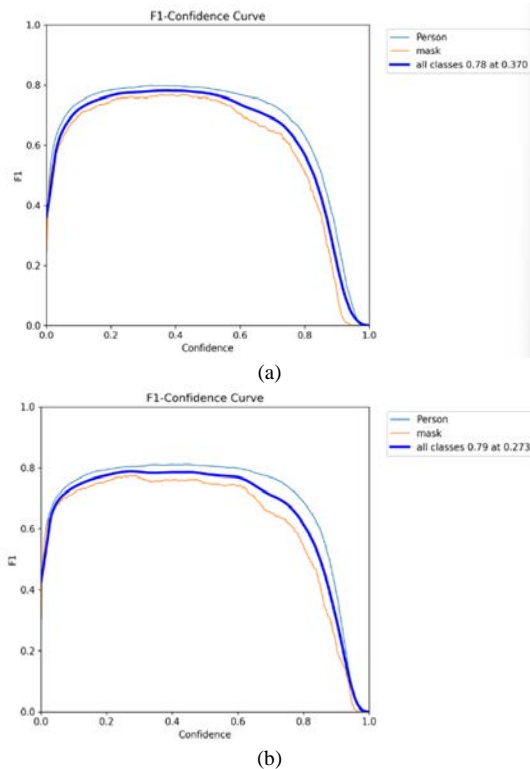 F1-Confidence Curve
Person
mask
all classes 0.78 at 0.370
1.0
0.8
0.6
0.4
0.2
0.0
F1
0.0 0.2 0.4 0.6 0.8 1.0
Confidence
(a)
F1-Confidence Curve
Person
mask
all classes 0.79 at 0.273
1.0
0.8
0.6
0.4
0.2
0.0
F1
0.0 0.2 0.4 0.6 0.8 1.0
Confidence
(b)